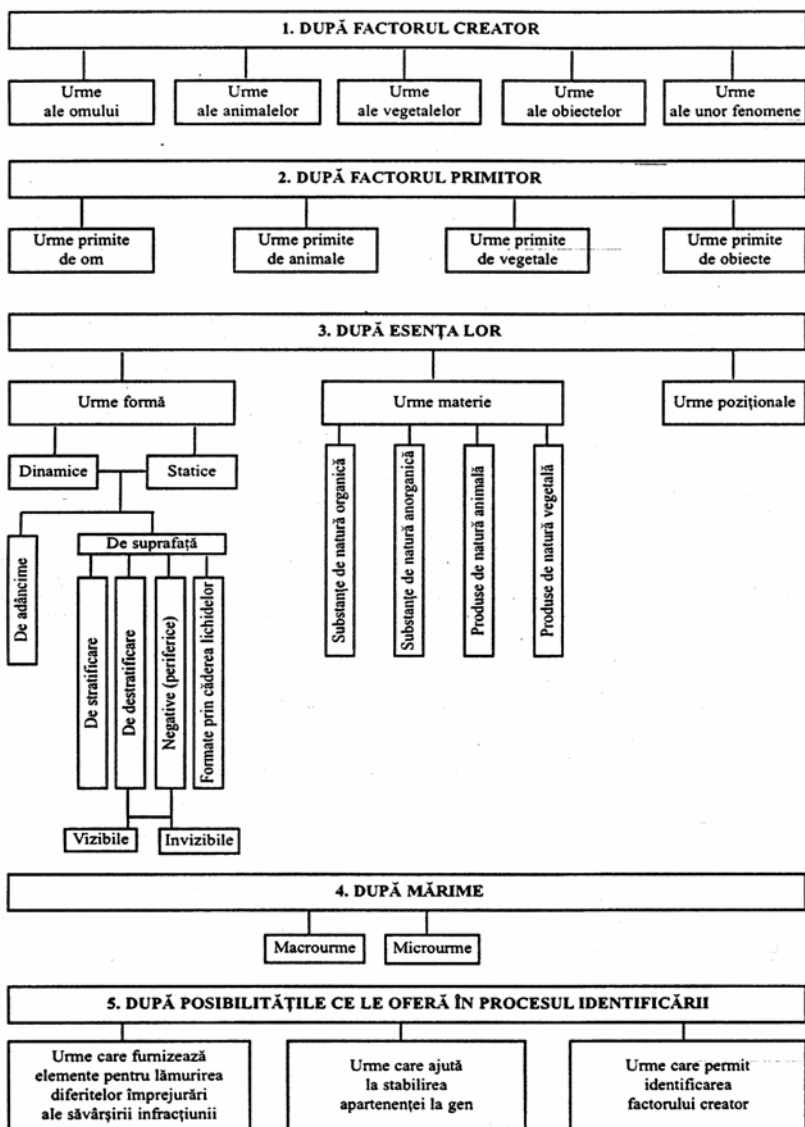 1. DUPĂ FACTORUL CREATOR
Urme
ale omului
Urme
ale animalelor
Urme
ale vegetalelor
Urme
ale obiectelor
Urme
ale unor fenomene
2. DUPĂ FACTORUL PRIMITOR
Urme primite
de om
Urme primite
de animale
Urme primite
de vegetale
Urme primite
de obiecte
3. DUPĂ ESENȚA LOR
Urme formă
Urme materie
Urme poziționale
Dinamice
Statice
De adâncime
De suprafață
De stratificare
De destratificare
Negative (periferice)
Formate prin căderea lichidelor
Vizibile
Invizibile
Substanțe de natură organică
Substanțe de natură anorganică
Produse de natură animală
Produse de natură vegetală
4. DUPĂ MĂRIME
Macrourme
Microurme
5. DUPĂ POSIBILITĂȚILE CE LE OFERĂ ÎN PROCESUL IDENTIFICĂRII
Urme care furnizează
elemente pentru lămurirea
diferitelor împrejurări
ale săvârșirii infracțiunii
Urme care ajută
la stabilirea
apartenenței la gen
Urme care permit
identificarea
factorului creator